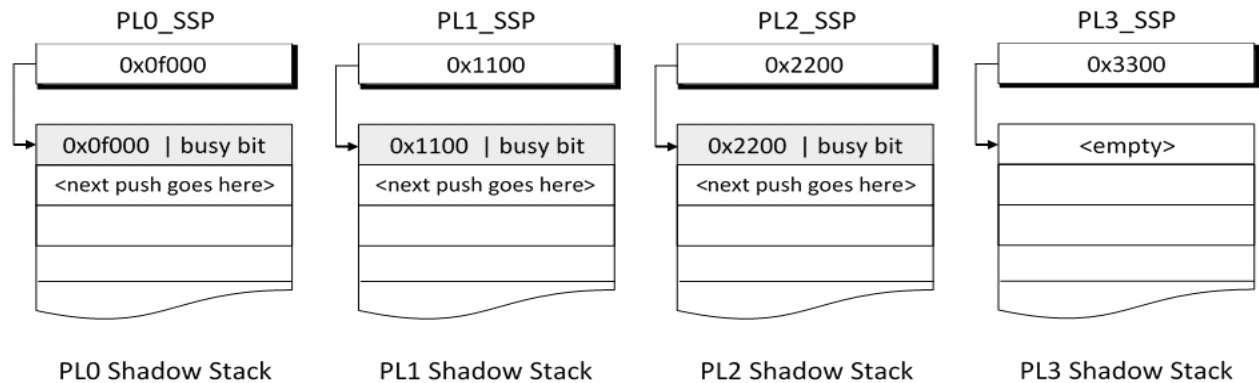 PL0_SSP PL1_SSP PL2_SSP PL3_SSP
0x0f000 0x1100 0x2200 0x3300
0x0f000 | busy bit 0x1100 | busy bit 0x2200 | busy bit <empty>
<next push goes here> <next push goes here> <next push goes here>
PL0 Shadow Stack PL1 Shadow Stack PL2 Shadow Stack PL3 Shadow Stack